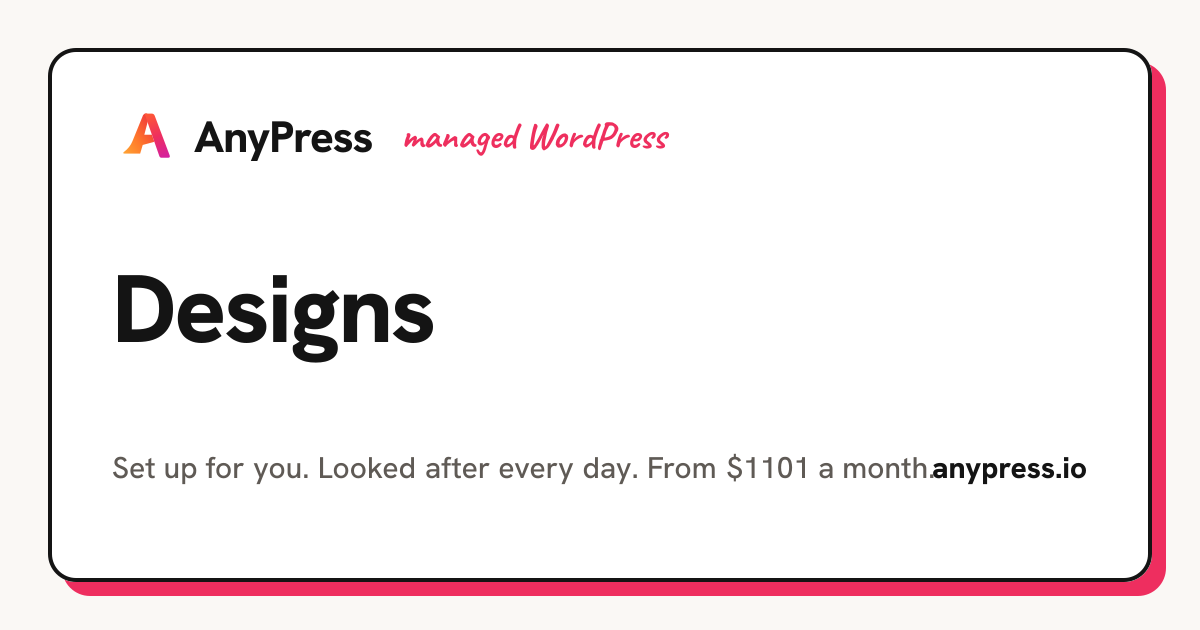 AnyPress managed WordPress
Designs
Set up for you. Looked after every day. From $1101 a month.anypress.io